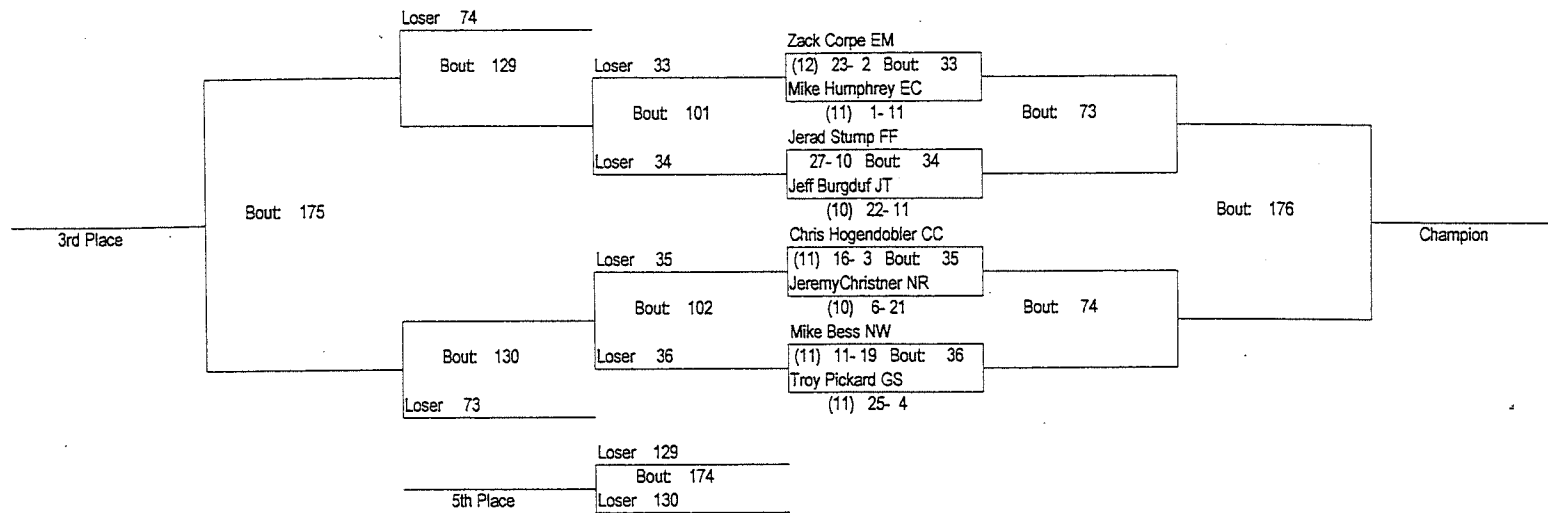 Loser 74
Zack Corpe EM
Bout: 129
Loser 33
(12) 23- 2 Bout: 33
Mike Humphrey EC
Bout: 101
(11) 1- 11
Bout: 73
Jerad Stump FF
Loser 34
27- 10 Bout: 34
Jeff Burgduf JT
Bout: 175
(10) 22- 11
Bout: 176
3rd Place
Chris Hogendobler CC
Champion
Loser 35
(11) 16- 3 Bout: 35
JeremyChristner NR
Bout: 102
(10) 6- 21
Bout: 74
Mike Bess NW
Bout: 130
Loser 36
(11) 11- 19 Bout: 36
Troy Pickard GS
Loser 73
(11) 25- 4
Loser 129
Bout: 174
5th Place
Loser 130